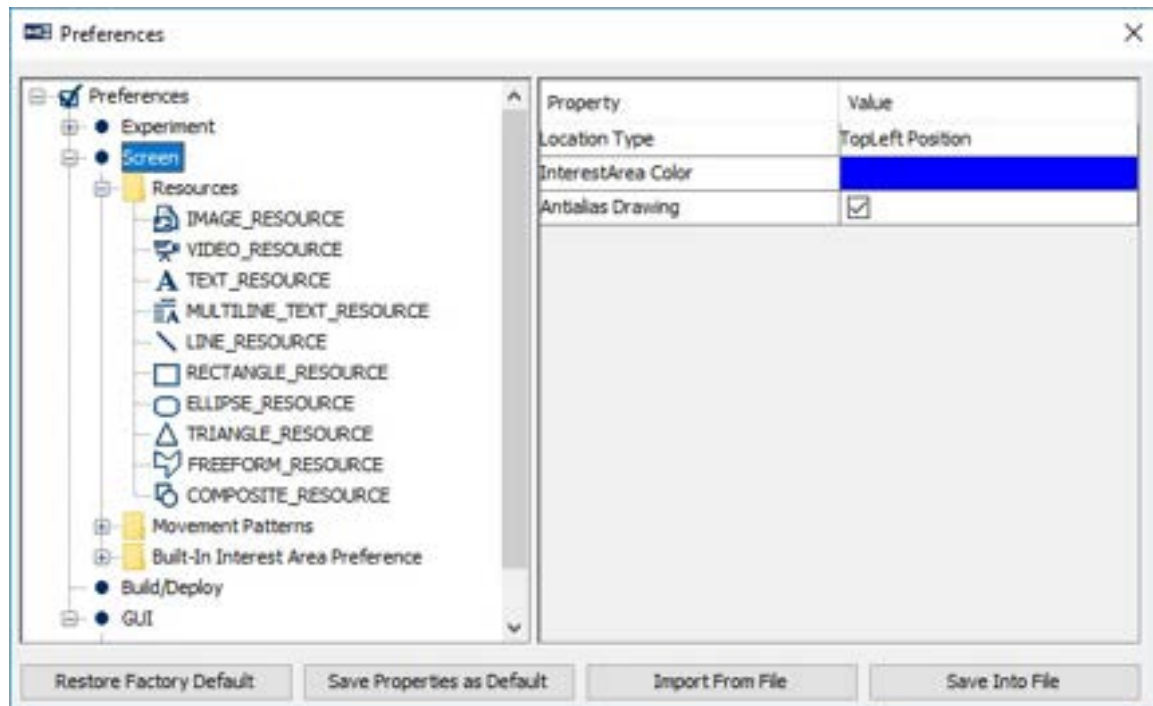 Preferences
Preferences
Experiment
Screen
Resources
IMAGE_RESOURCE
VIDEO_RESOURCE
TEXT_RESOURCE
MULTILINE_TEXT_RESOURCE
LINE_RESOURCE
RECTANGLE_RESOURCE
ELLIPSE_RESOURCE
TRIANGLE_RESOURCE
FREEFORM_RESOURCE
COMPOSITE_RESOURCE
Movement Patterns
Built-In Interest Area Preference
Build/Deploy
GUI
Property Value
Location Type TopLeft Position
InterestArea Color
Antialias Drawing
Restore Factory Default Save Properties as Default Import From File Save Into File